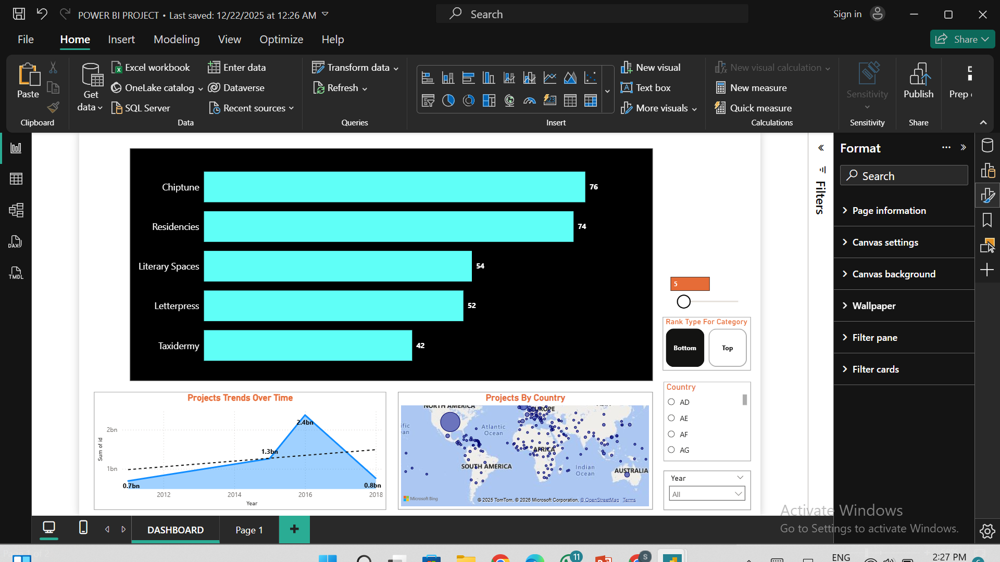 POWER BI PROJECT • Last saved: 12/22/2025 at 12:26 AM
Search
Sign in
File
Home
Insert
Modeling
View
Optimize
Help
Share
Paste
Clipboard
Get data
Excel workbook
OneLake catalog
SQL Server
Enter data
Dataverse
Recent sources
Data
Transform data
Refresh
Queries
Insert
New visual
Text box
More visuals
New visual calculation
New measure
Quick measure
Calculations
Sensitivity
Sensitivity
Publish
Share
Prep
DAX
TMDL
Chiptune
76
Residencies
74
Literary Spaces
54
Letterpress
52
Taxidermy
42
5
Rank Type For Category
Bottom
Top
Country
AD
AE
AF
AG
Year
All
Projects Trends Over Time
Sum of id
2bn
1bn
0.7bn
1.3bn
2.4bn
0.8bn
2012
2014
2016
2018
Year
Projects By Country
NORTH AMERICA
EUROPE
Atlantic
Ocean
AFRICA
SOUTH AMERICA
Indian
Ocean
AUSTRALIA
Microsoft Bing
© 2025 TomTom, © 2026 Microsoft Corporation, © OpenStreetMap Terms
Filters
Format
Search
Page information
Canvas settings
Canvas background
Wallpaper
Filter pane
Filter cards
Activate Windows
Go to Settings to activate Windows.
DASHBOARD
Page 1
11
S
ENG
2:27 PM